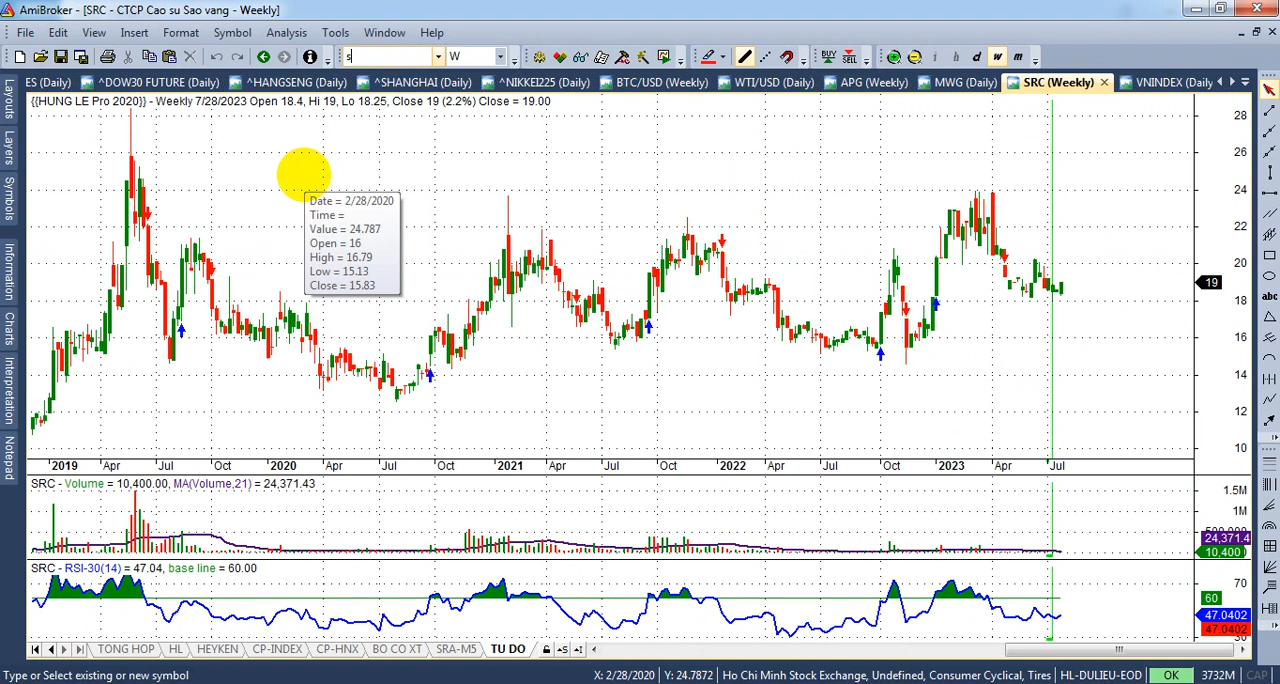 AmiBroker - [SRC - CTCP Cao su Sao vang - Weekly]
File Edit View Insert Format Symbol Analysis Tools Window Help
s W i BUY SELL i h d w m
ES (Daily) ^DOW30 FUTURE (Daily) ^HANGSENG (Daily) ^SHANGHAI (Daily) ^NIKKEI225 (Daily) BTC/USD (Weekly) WTI/USD (Daily) APG (Weekly) MWG (Daily) SRC (Weekly) VNINDEX (Daily
{{HUNG LE Pro 2020}} - Weekly 7/28/2023 Open 18.4, Hi 19, Lo 18.25, Close 19 (2.2%) Close = 19.00
Layouts
Layers
Symbols
Information
Charts
Interpretation
Notepad
Date = 2/28/2020
Time =
Value = 24.787
Open = 16
High = 16.79
Low = 15.13
Close = 15.83
28
26
24
22
20
19
18
16
14
12
10
abc
2019 Apr Jul Oct 2020 Apr Jul Oct 2021 Apr Jul Oct 2022 Apr Jul Oct 2023 Apr Jul
SRC - Volume = 10,400.00, MA(Volume,21) = 24,371.43
1.5M
1M
24,371.4
10,400
SRC - RSI-30(14) = 47.04, base line = 60.00
70
60
47.0402
47.0402
30
TONG HOP HL HEYKEN CP-INDEX CP-HNX BO CO XT SRA-M5 TU DO
Type or Select existing or new symbol X: 2/28/2020 Y: 24.7872 Ho Chi Minh Stock Exchange, Undefined, Consumer Cyclical, Tires HL-DULIEU-EOD OK 3732M CAP